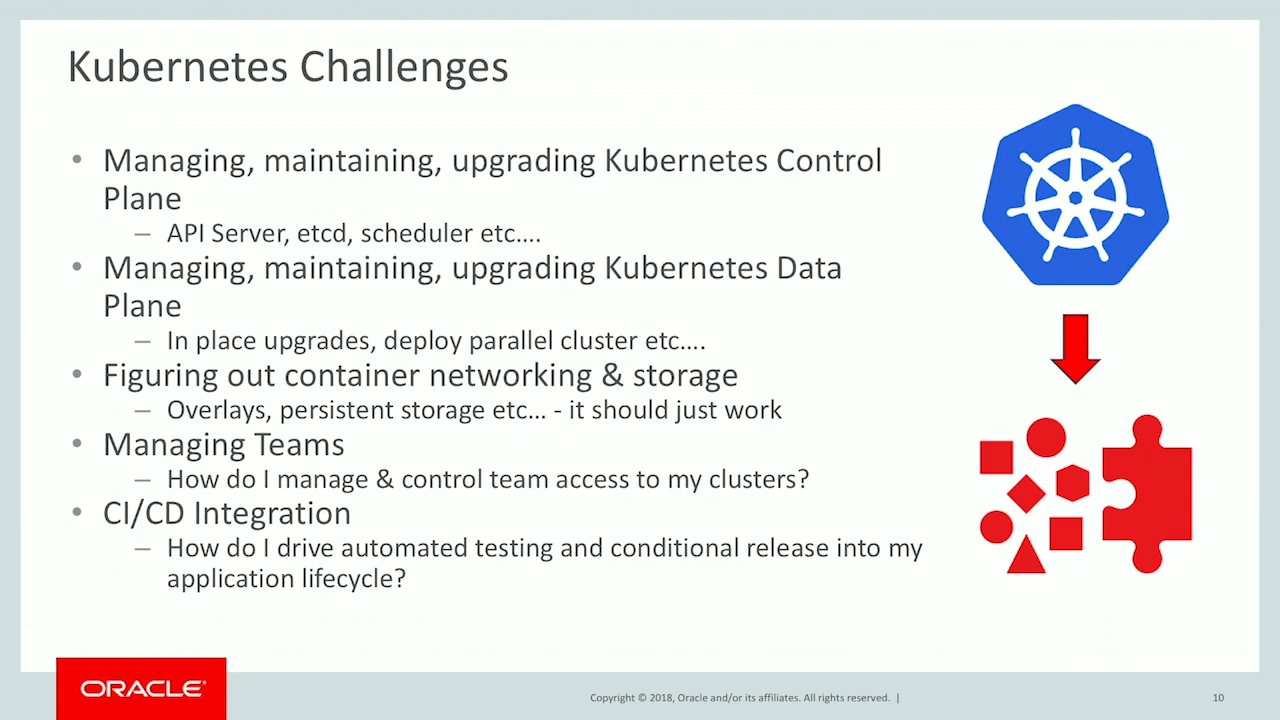 Kubernetes Challenges
• Managing, maintaining, upgrading Kubernetes Control
Plane
– API Server, etcd, scheduler etc....
• Managing, maintaining, upgrading Kubernetes Data
Plane
– In place upgrades, deploy parallel cluster etc....
• Figuring out container networking & storage
– Overlays, persistent storage etc... - it should just work
• Managing Teams
– How do I manage & control team access to my clusters?
• CI/CD Integration
– How do I drive automated testing and conditional release into my
application lifecycle?
ORACLE®
Copyright © 2018, Oracle and/or its affiliates. All rights reserved. |
10